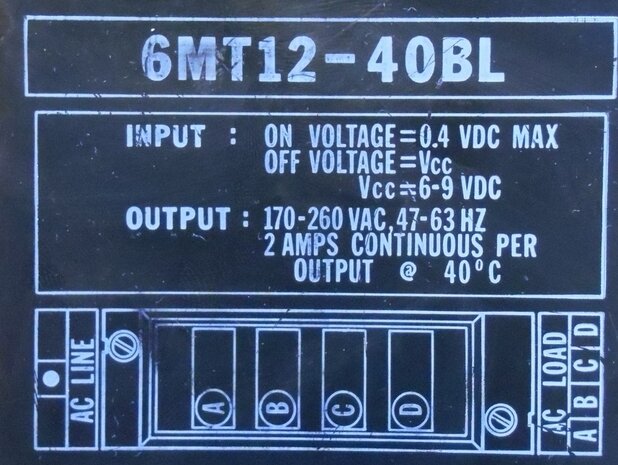 6MT12-40BL
INPUT : ON VOLTAGE=0.4 VDC MAX
OFF VOLTAGE=Vcc
Vcc=6-9 VDC
OUTPUT : 170-260 VAC, 47-63 HZ
2 AMPS CONTINUOUS PER
OUTPUT @ 40°C
AC LINE
A B C D
AC LOAD
A B C D